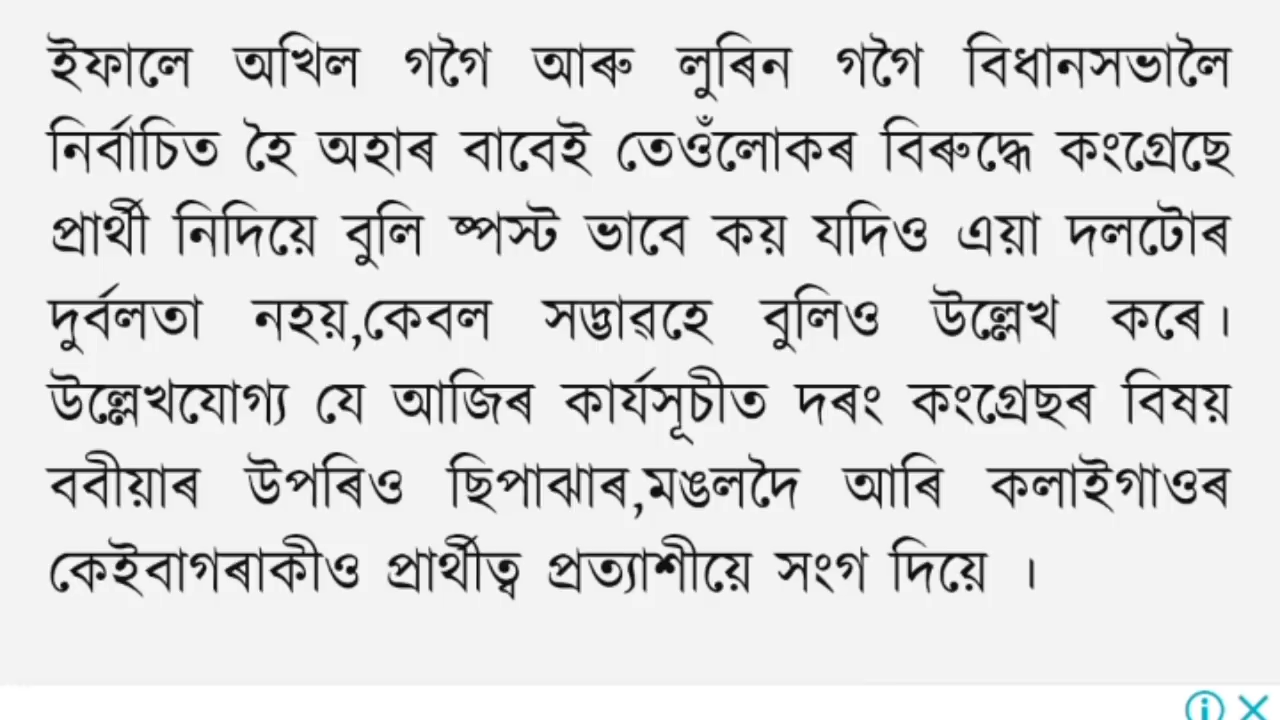 ইফালে অখিল গগৈ আৰু লুৰিন গগৈ বিধানসভালৈ
নিৰ্বাচিত হৈ অহাৰ বাবেই তেওঁলোকৰ বিৰুদ্ধে কংগ্ৰেছে
প্ৰাৰ্থী নিদিয়ে বুলি ষ্পস্ট ভাবে কয় যদিও এয়া দলটোৰ
দুৰ্বলতা নহয়,কেবল সদ্ভাৱহে বুলিও উল্লেখ কৰে।
উল্লেখযোগ্য যে আজিৰ কাৰ্যসূচীত দৰং কংগ্ৰেছৰ বিষয়
ববীয়াৰ উপৰিও ছিপাঝাৰ,মঙলদৈ আৰি কলাইগাওৰ
কেইবাগৰাকীও প্ৰাৰ্থীত্ব প্ৰত্যাশীয়ে সংগ দিয়ে ।